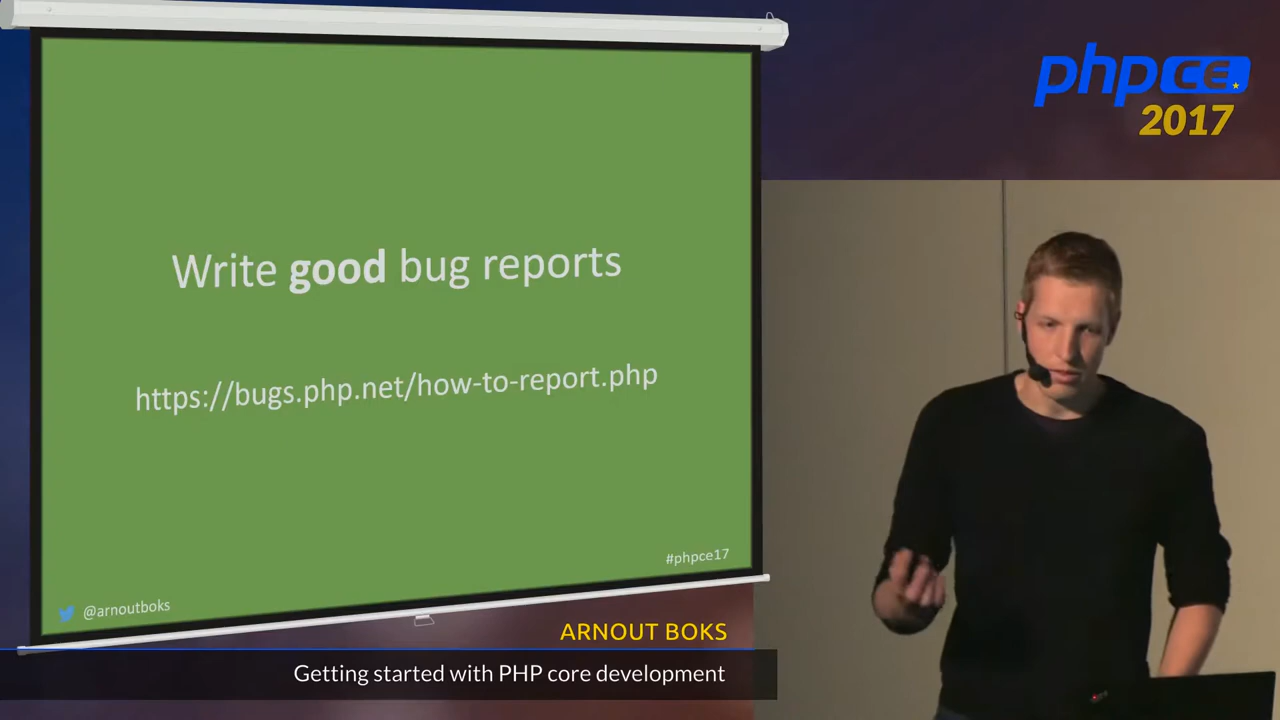 Write good bug reports
https://bugs.php.net/how-to-report.php
#phpce17
@arnoutboks
phpCE
2017
ARNOUT BOKS
Getting started with PHP core development